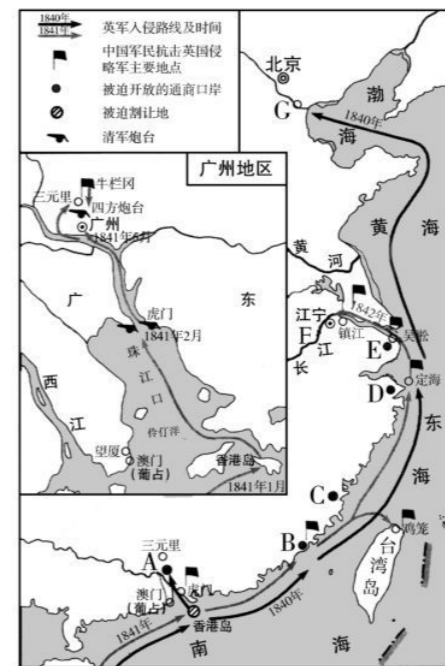 1840年
1841年
英军入侵路线及时间
中国军民抗击英国侵
略军主要地点
被迫开放的通商口岸
被迫割让地
清军炮台
北京
G
渤
海
1840年
广州地区
牛栏冈
三元里
四方炮台
广州
1841年5月
广
东
虎门
1841年2月
珠
江
口
西
江
伶仃洋
望厦
澳门
(葡占)
香港岛
1841年1月
黄
海
黄
河
1842年
江宁
F
镇江
吴淞
长
江
E
定海
D
东
海
C
B
鸡笼
台
湾
岛
三元里
A
虎门
澳门
(葡占)
香港岛
1841年
1840年
南
海